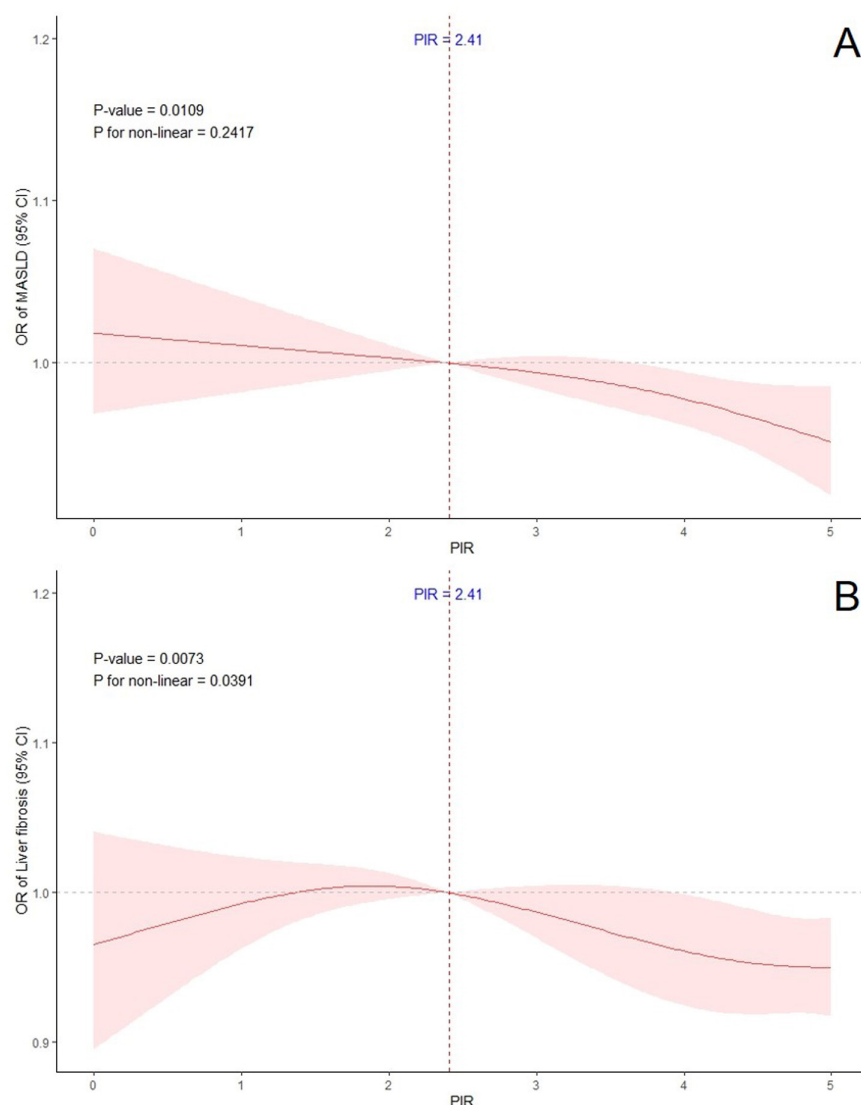 A
PIR = 2.41
P-value = 0.0109
P for non-linear = 0.2417
OR of MASLD (95% CI)
1.2
1.1
1.0
0 1 2 3 4 5
PIR
B
PIR = 2.41
P-value = 0.0073
P for non-linear = 0.0391
OR of Liver fibrosis (95% CI)
1.2
1.1
1.0
0.9
0 1 2 3 4 5
PIR